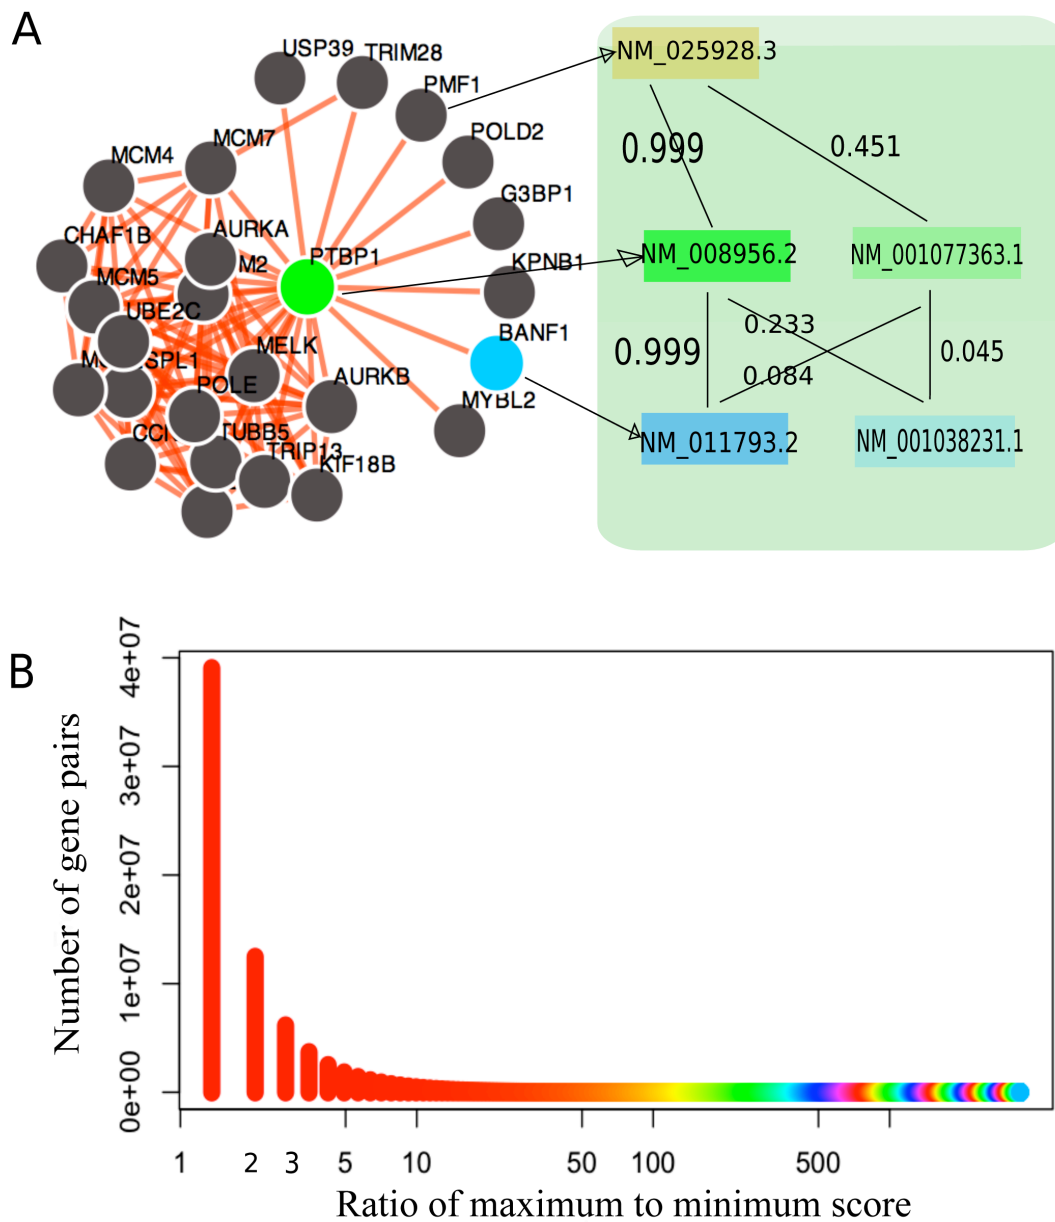 A
USP39
TRIM28
PMF1
POLD2
G3BP1
KPNB1
BANF1
MYBL2
MCM7
MCM4
AURKA
CHAF1B
M2
PTBP1
MCM5
UBE2C
MELK
SPL1
POLE
AURKB
TUBB5
TRIP13
KIF18B
NM_025928.3
0.999
0.451
NM_008956.2
NM_001077363.1
0.233
0.999
0.045
0.084
NM_011793.2
NM_001038231.1
B
Number of gene pairs
4e+07
3e+07
2e+07
1e+07
0e+00
1 2 3 5 10 50 100 500
Ratio of maximum to minimum score